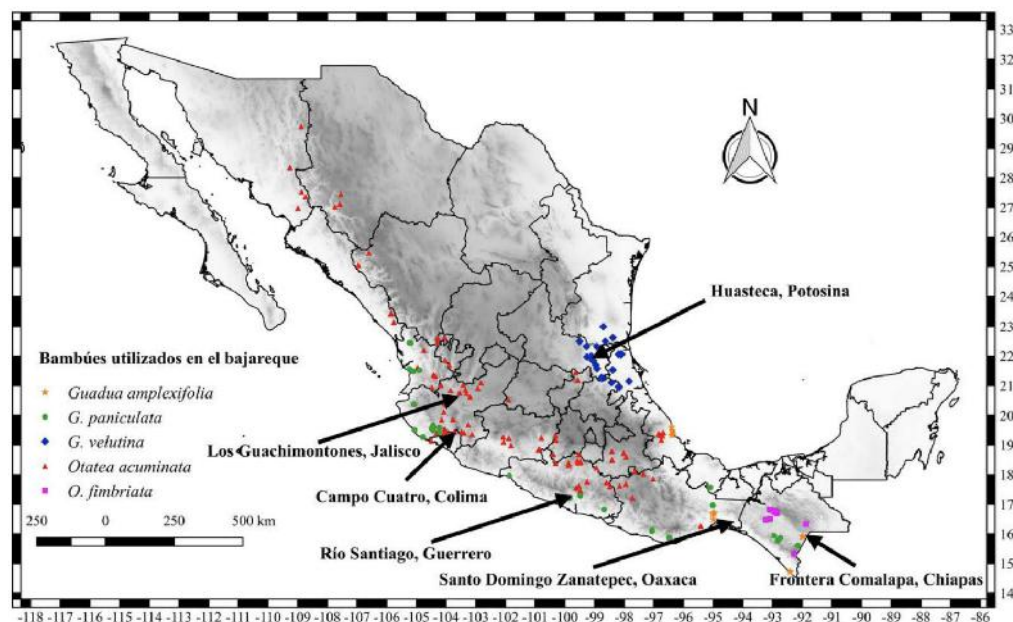 N
33
32
31
30
29
28
27
26
25
24
23
22
21
20
19
18
17
16
15
14
Huasteca, Potosina
Bambúes utilizados en el bajareque
Guadua amplexifolia
G. paniculata
G. velutina
Otatea acuminata
O. fimbriata
250 0 250 500 km
Los Guachimontones, Jalisco
Campo Cuatro, Colima
Río Santiago, Guerrero
Santo Domingo Zanatepec, Oaxaca
Frontera Comalapa, Chiapas
-118 -117 -116 -115 -114 -113 -112 -111 -110 -109 -108 -107 -106 -105 -104 -103 -102 -101 -100 -99 -98 -97 -96 -95 -94 -93 -92 -91 -90 -89 -88 -87 -86